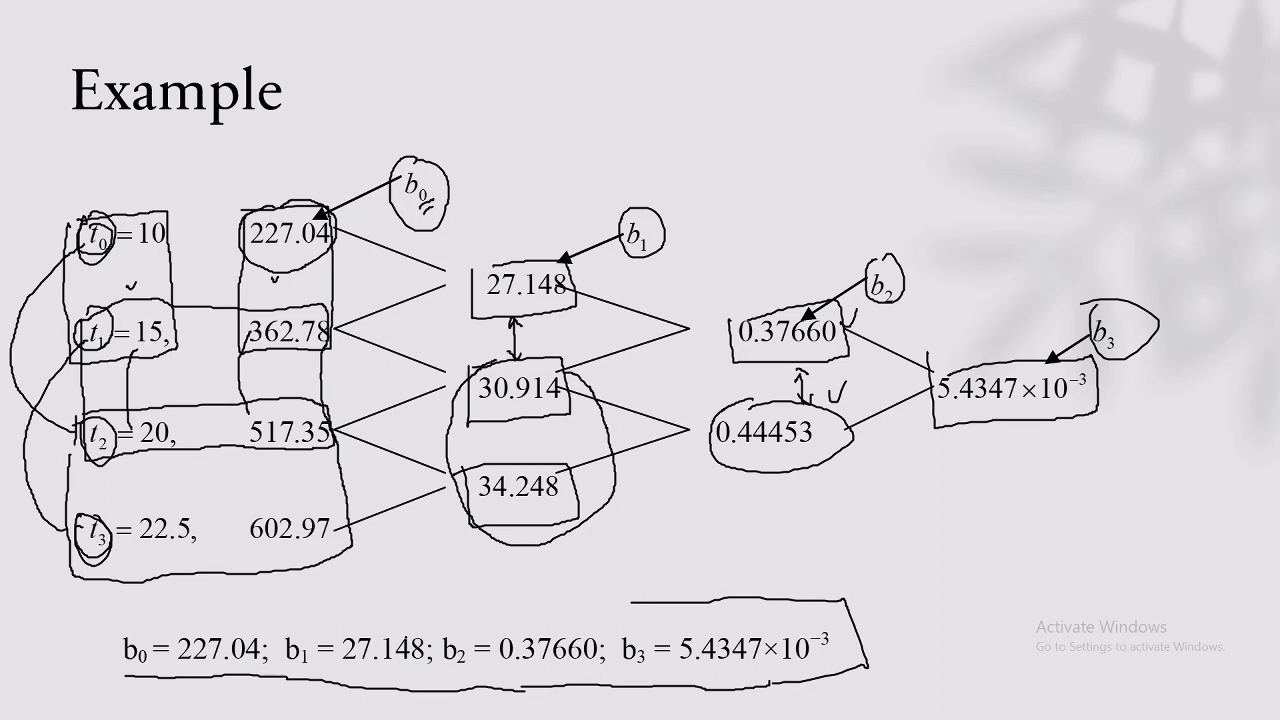 Example
b₀
t₀ = 10 227.04
b₁
27.148
b₂
t₁ = 15, 362.78
0.37660
b₃
30.914
5.4347×10⁻³
t₂ = 20, 517.35
0.44453
34.248
t₃ = 22.5, 602.97
b₀ = 227.04; b₁ = 27.148; b₂ = 0.37660; b₃ = 5.4347×10⁻³
Activate Windows
Go to Settings to activate Windows.